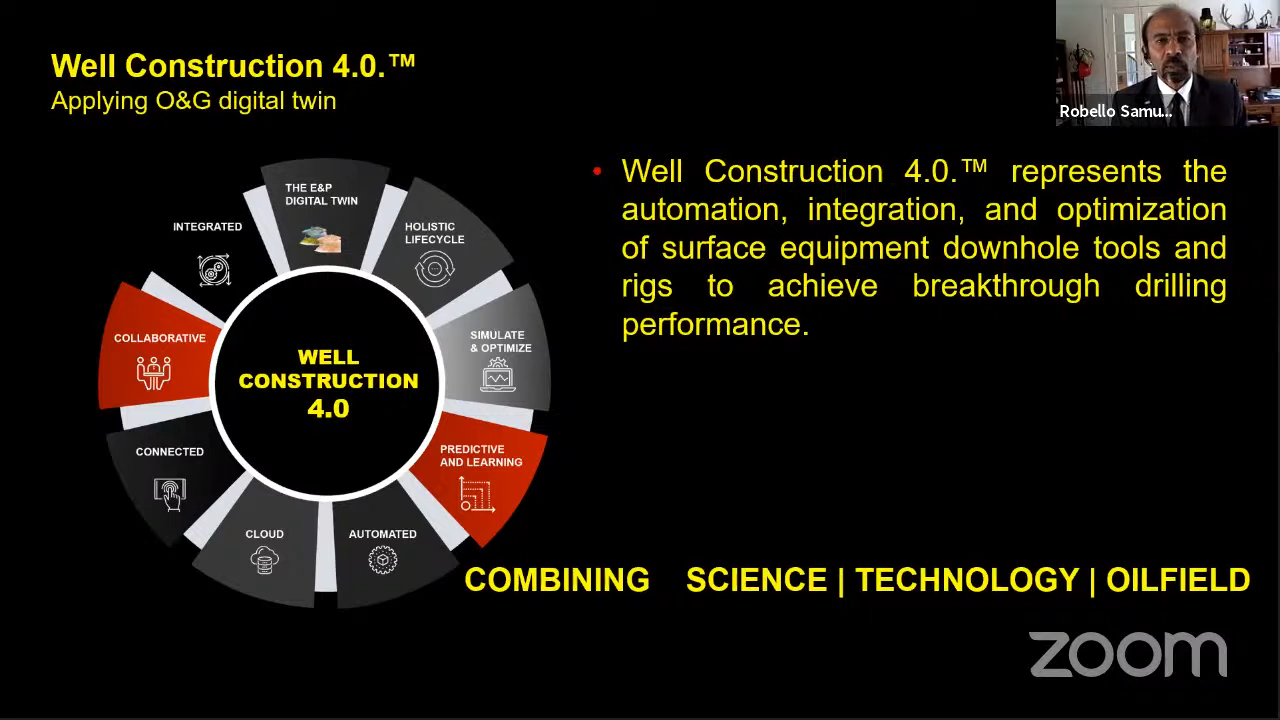 Well Construction 4.0.™
Applying O&G digital twin
Robello Samu...
THE E&P
DIGITAL TWIN
HOLISTIC
LIFECYCLE
SIMULATE
& OPTIMIZE
PREDICTIVE
AND LEARNING
AUTOMATED
CLOUD
CONNECTED
COLLABORATIVE
INTEGRATED
WELL
CONSTRUCTION
4.0
• Well Construction 4.0.™ represents the
automation, integration, and optimization
of surface equipment downhole tools and
rigs to achieve breakthrough drilling
performance.
COMBINING SCIENCE | TECHNOLOGY | OILFIELD
zoom